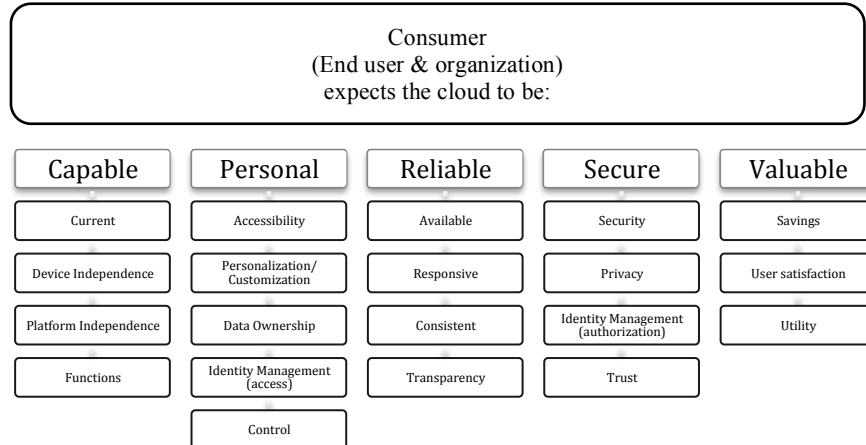 Consumer
(End user & organization)
expects the cloud to be:
Capable
Personal
Reliable
Secure
Valuable
Current
Accessibility
Available
Security
Savings
Device Independence
Personalization/
Customization
Responsive
Privacy
User satisfaction
Platform Independence
Data Ownership
Consistent
Identity Management
(authorization)
Utility
Functions
Identity Management
(access)
Transparency
Trust
Control